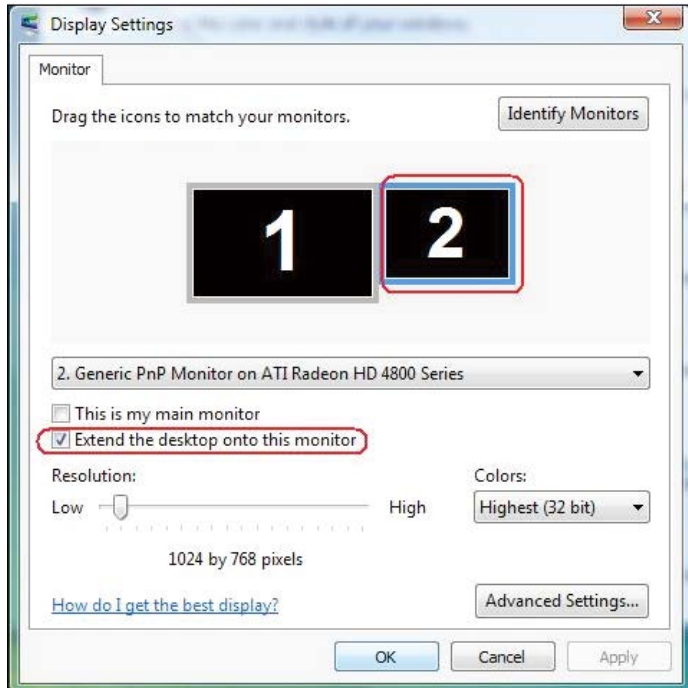 Display Settings
Monitor
Drag the icons to match your monitors.
Identify Monitors
1
2
2. Generic PnP Monitor on ATI Radeon HD 4800 Series
This is my main monitor
Extend the desktop onto this monitor
Resolution:
Colors:
Low
High
Highest (32 bit)
1024 by 768 pixels
How do I get the best display?
Advanced Settings...
OK
Cancel
Apply